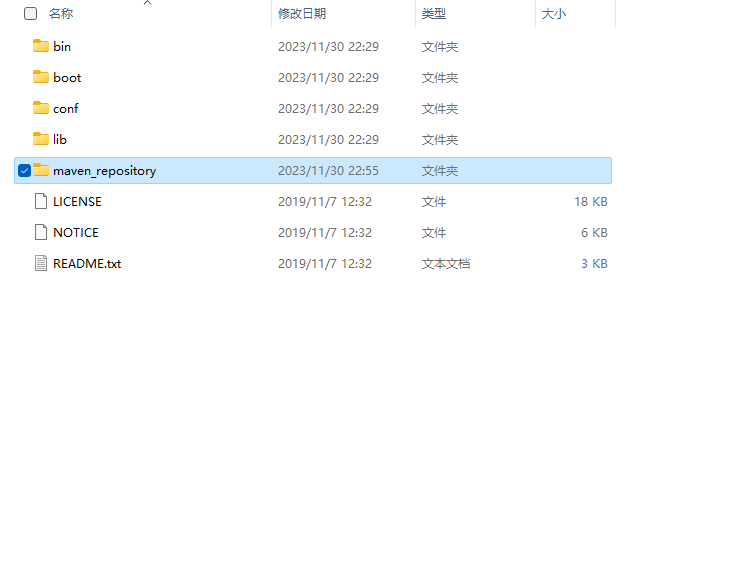 名称 修改日期 类型 大小
bin 2023/11/30 22:29 文件夹
boot 2023/11/30 22:29 文件夹
conf 2023/11/30 22:29 文件夹
lib 2023/11/30 22:29 文件夹
maven_repository 2023/11/30 22:55 文件夹
LICENSE 2019/11/7 12:32 文件 18 KB
NOTICE 2019/11/7 12:32 文件 6 KB
README.txt 2019/11/7 12:32 文本文档 3 KB